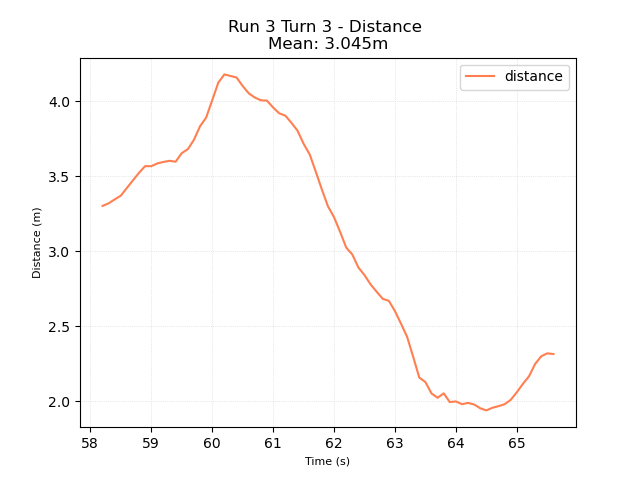 Run 3 Turn 3 - Distance
Mean: 3.045m
distance
Distance (m)
4.0
3.5
3.0
2.5
2.0
58 59 60 61 62 63 64 65
Time (s)